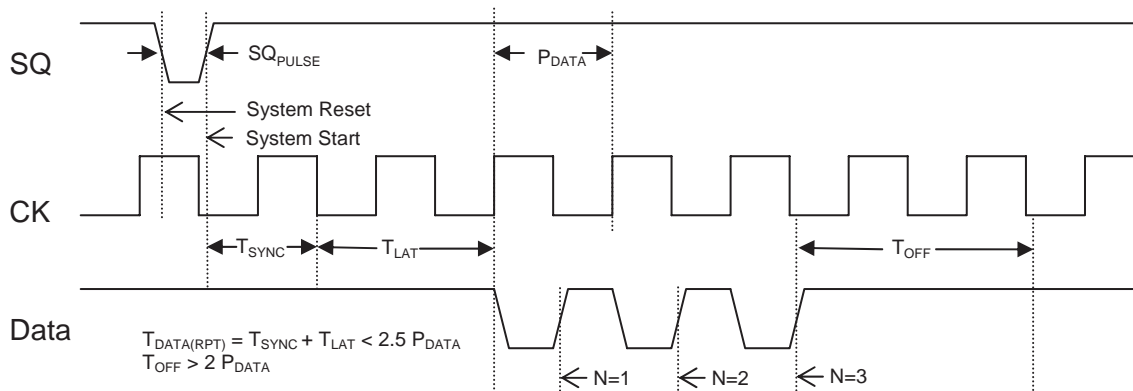 SQ
SQPULSE
PDATA
System Reset
System Start
CK
TSYNC
TLAT
TOFF
Data
TDATA(RPT) = TSYNC + TLAT < 2.5 PDATA
TOFF > 2 PDATA
N=1
N=2
N=3